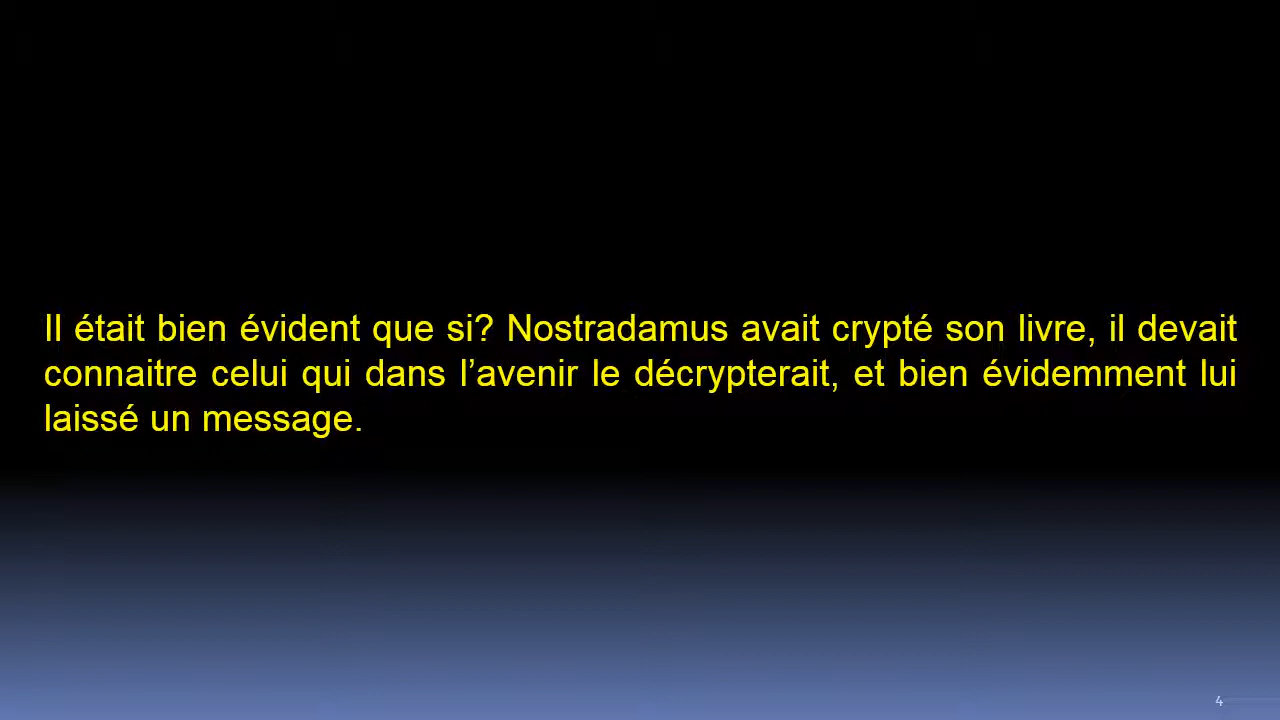 Il était bien évident que si? Nostradamus avait crypté son livre, il devait
connaitre celui qui dans l’avenir le décrypterait, et bien évidemment lui
laissé un message.
4